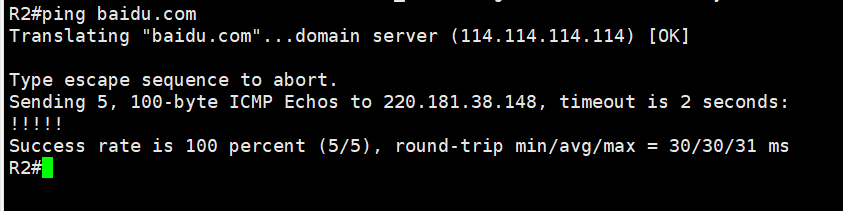 R2#ping baidu.com
Translating "baidu.com"...domain server (114.114.114.114) [OK]
Type escape sequence to abort.
Sending 5, 100-byte ICMP Echos to 220.181.38.148, timeout is 2 seconds:
!!!!!
Success rate is 100 percent (5/5), round-trip min/avg/max = 30/30/31 ms
R2#